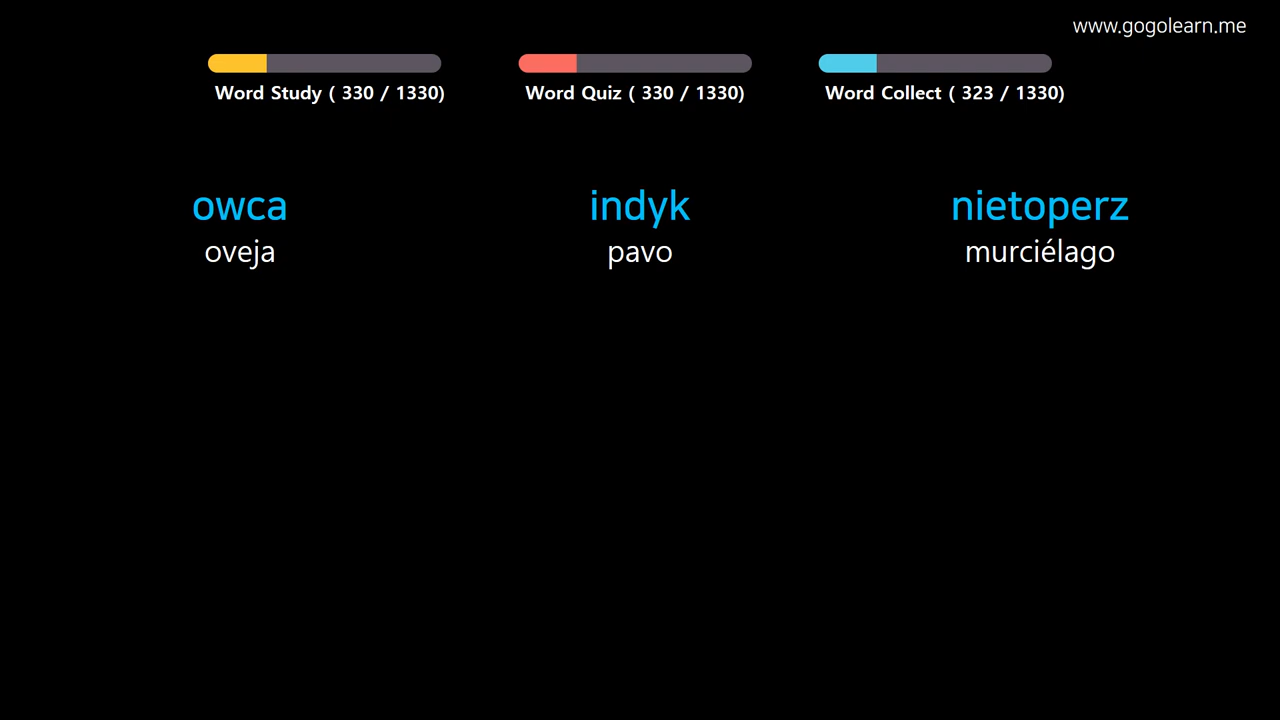 www.gogolearn.me
Word Study ( 330 / 1330)
Word Quiz ( 330 / 1330)
Word Collect ( 323 / 1330)
owca
oveja
indyk
pavo
nietoperz
murciélago